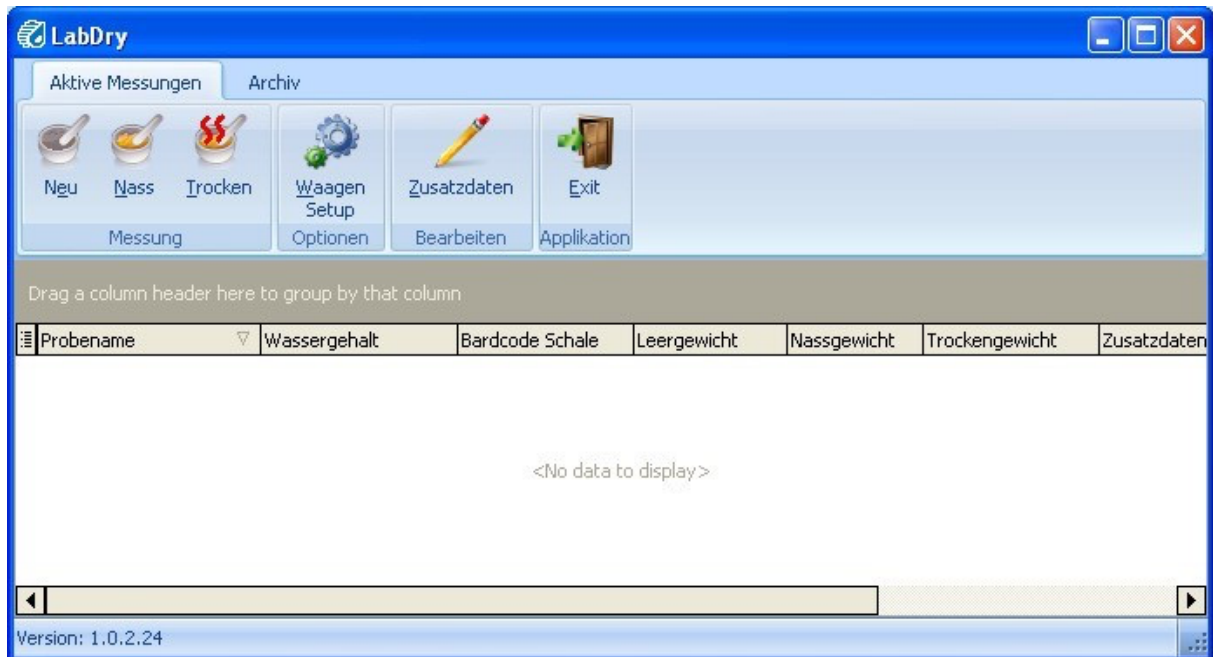 LabDry
Aktive Messungen Archiv
Neu Nass Trocken Waagen Setup Zusatzdaten Exit
Messung Optionen Bearbeiten Applikation
Drag a column header here to group by that column
Probename Wassergehalt Bardcode Schale Leergewicht Nassgewicht Trockengewicht Zusatzdaten
<No data to display>
Version: 1.0.2.24